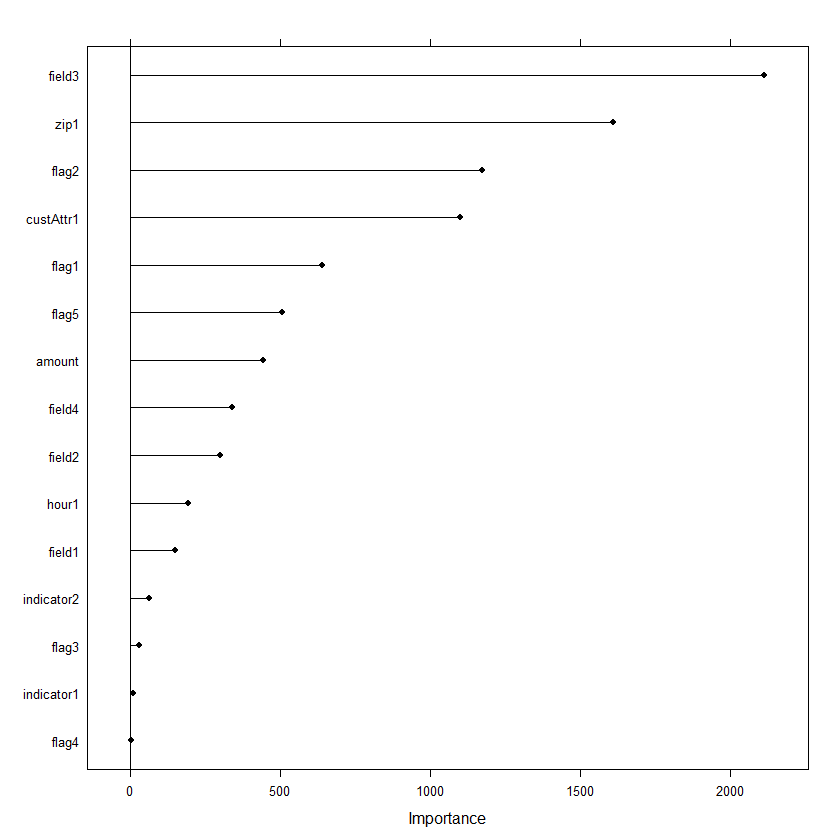 field3
zip1
flag2
custAttr1
flag1
flag5
amount
field4
field2
hour1
field1
indicator2
flag3
indicator1
flag4
0 500 1000 1500 2000
Importance